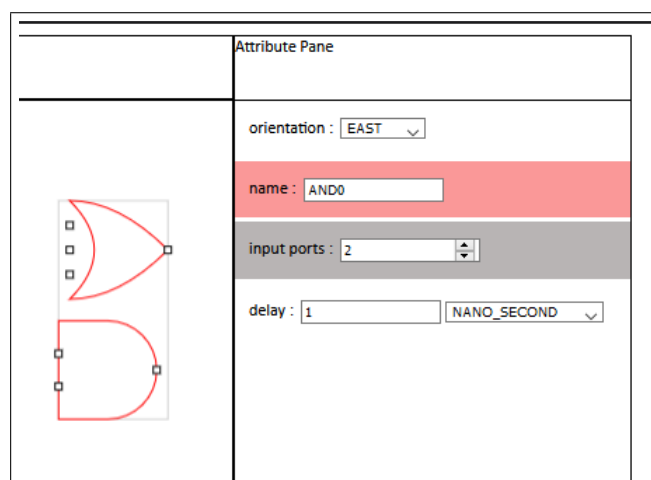 Attribute Pane
orientation : EAST
name : AND0
input ports : 2
delay : 1 NANO_SECOND